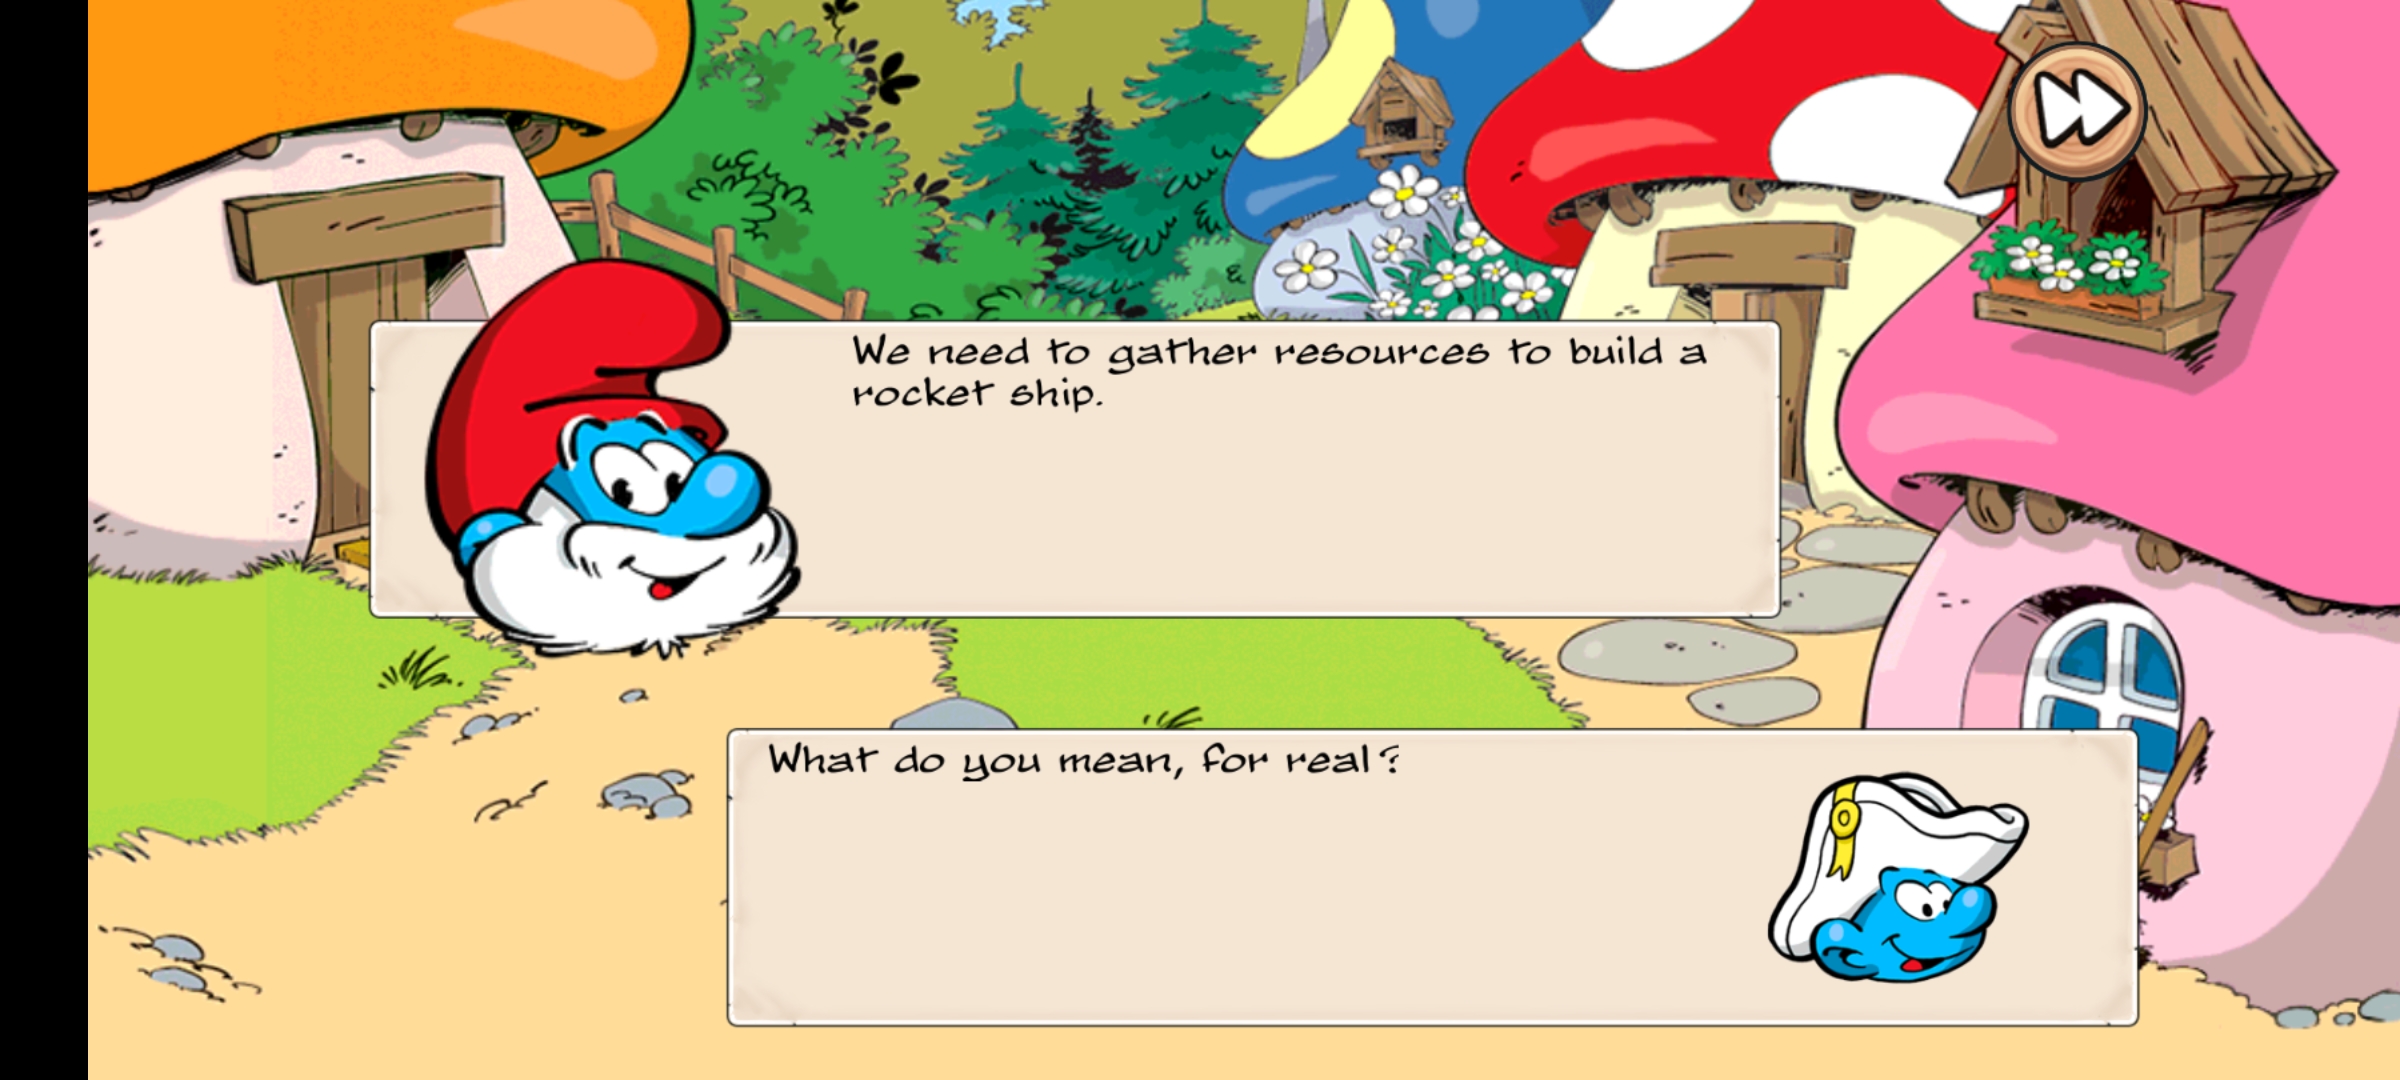 We need to gather resources to build a
rocket ship.
What do you mean, for real?